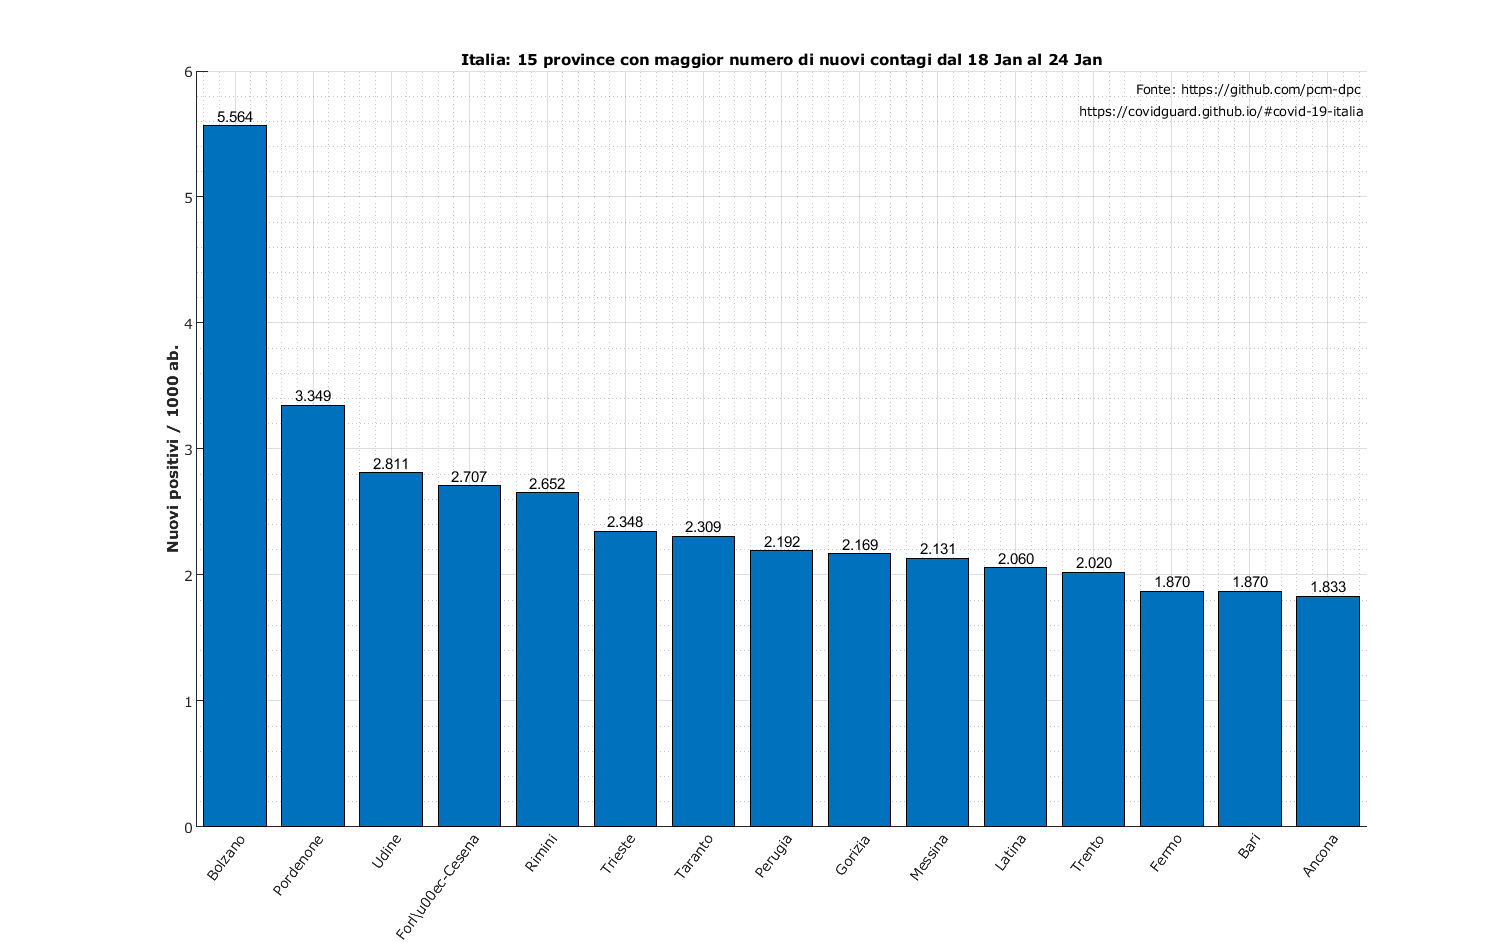 Italia: 15 province con maggior numero di nuovi contagi dal 18 Jan al 24 Jan
Fonte: https://github.com/pcm-dpc
https://covidguard.github.io/#covid-19-italia
Nuovi positivi / 1000 ab.
6
5
4
3
2
1
0
5.564
3.349
2.811
2.707
2.652
2.348
2.309
2.192
2.169
2.131
2.060
2.020
1.870
1.870
1.833
Bolzano
Pordenone
Udine
Forl\u00ec-Cesena
Rimini
Trieste
Taranto
Perugia
Gorizia
Messina
Latina
Trento
Fermo
Bari
Ancona